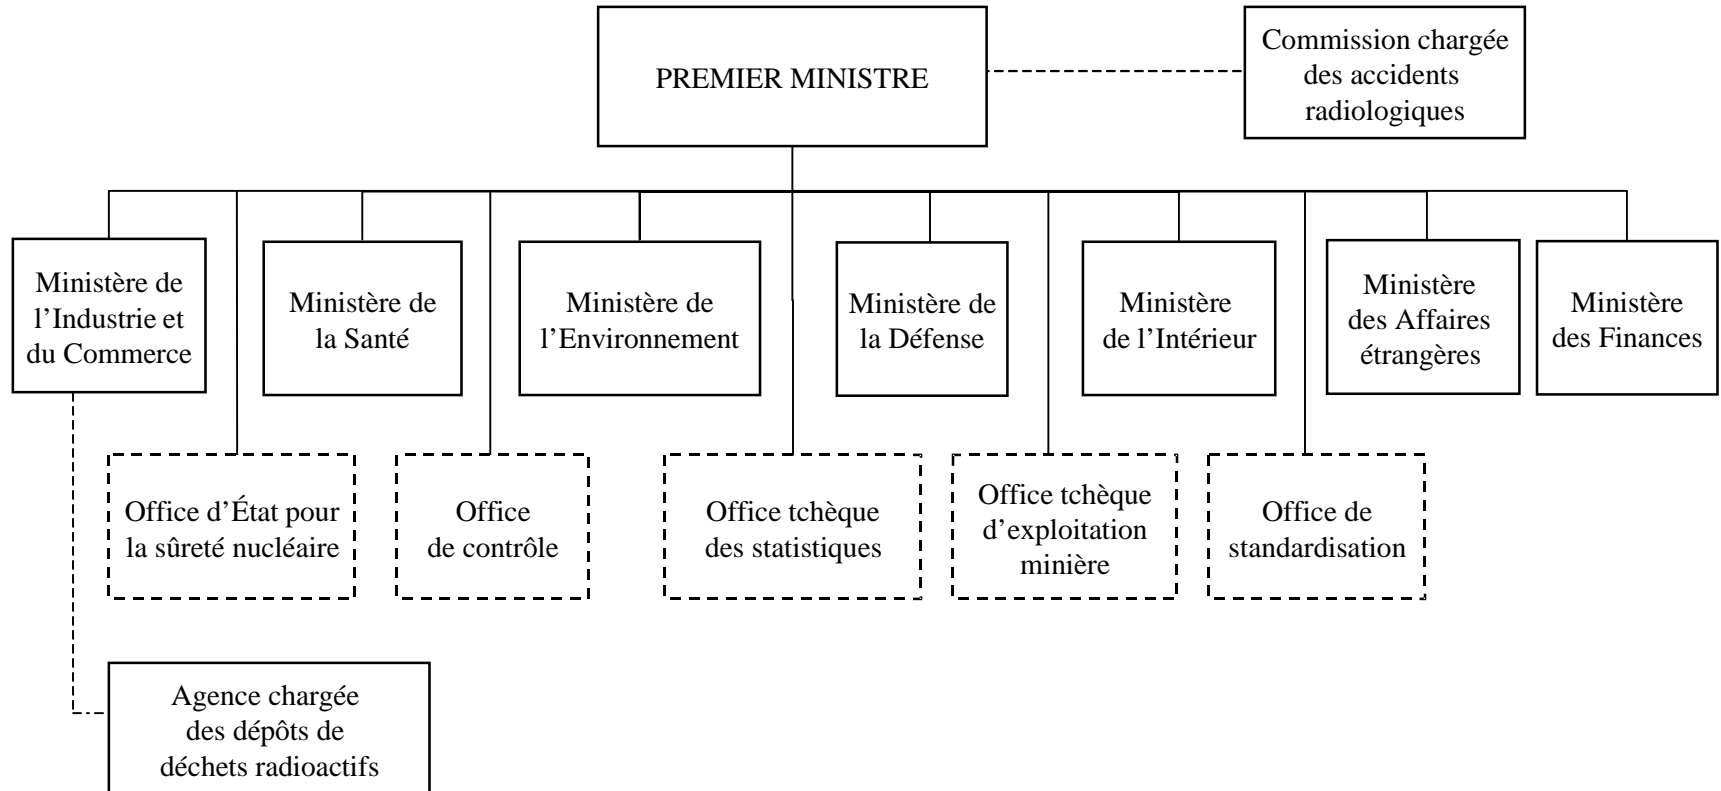 PREMIER MINISTRE
Commission chargée
des accidents
radiologiques
Ministère de
l’Industrie et
du Commerce
Ministère de
la Santé
Ministère de
l’Environnement
Ministère de
la Défense
Ministère
de l’Intérieur
Ministère
des Affaires
étrangères
Ministère
des Finances
Office d’État pour
la sûreté nucléaire
Office
de contrôle
Office tchèque
des statistiques
Office tchèque
d’exploitation
minière
Office de
standardisation
Agence chargée
des dépôts de
déchets radioactifs